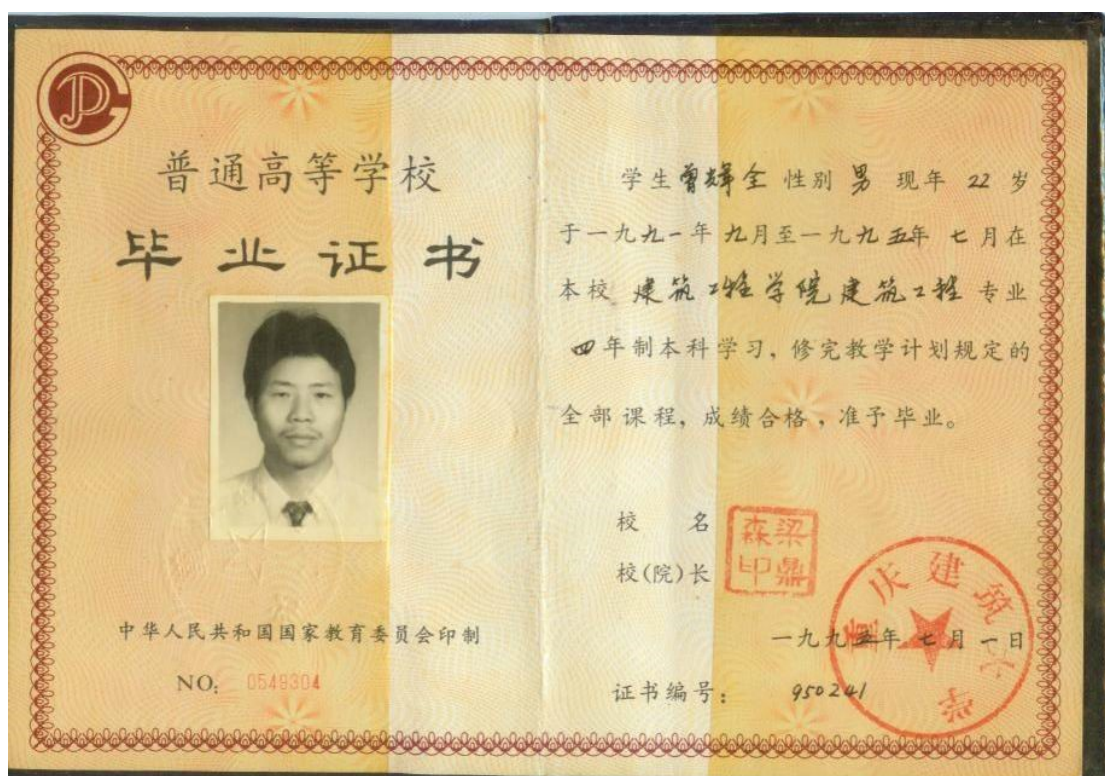 普通高等学校
毕业证书
中华人民共和国国家教育委员会印制
NO: 0549304
学生曾辉全 性别 男 现年 22 岁
于一九九一年 九月至一九九五年 七月在
本校 建筑工程学院建筑工程 专业
四年制本科学习，修完教学计划规定的
全部课程，成绩合格，准予毕业。
校 名
校(院)长
梁鼎森印
重庆建筑大学
一九九五年 七月 一日
证书编号： 950241